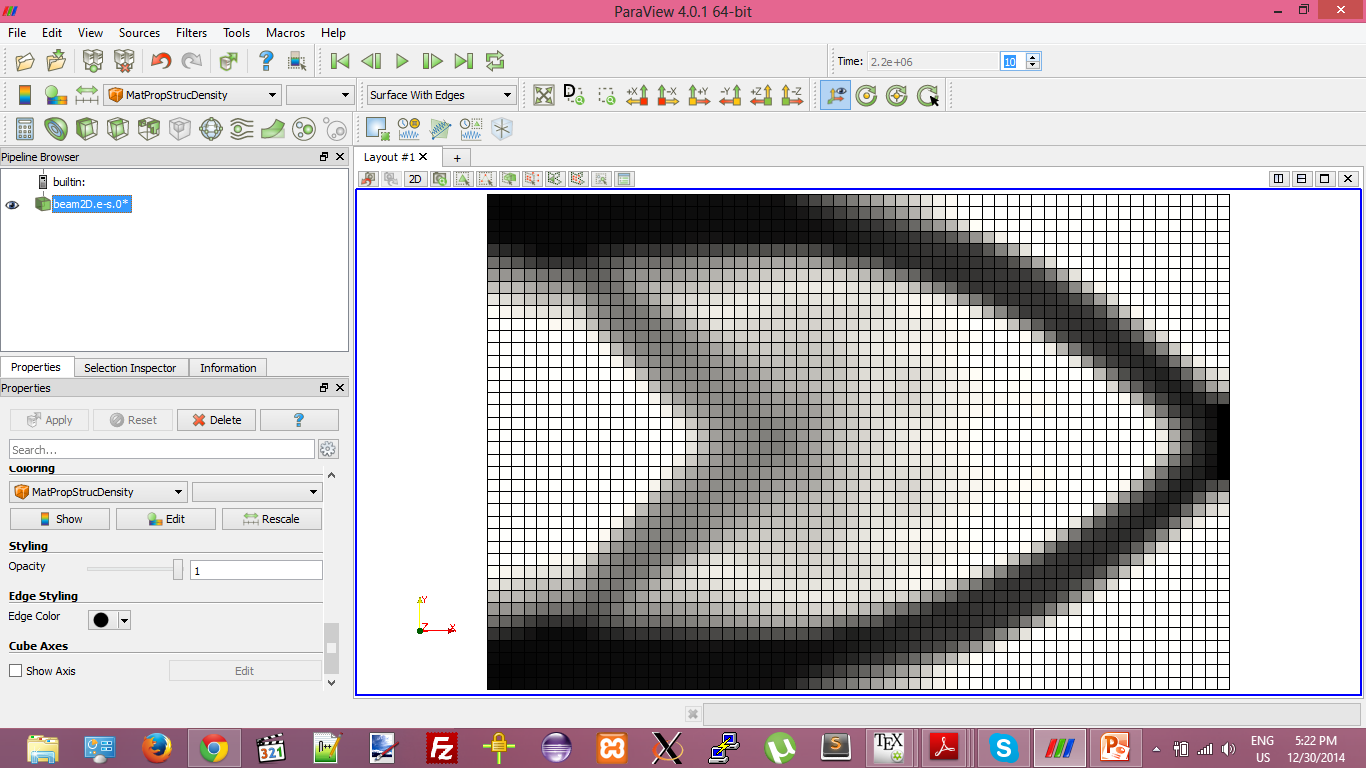 ParaView 4.0.1 64-bit
File Edit View Sources Filters Tools Macros Help
Time: 2.2e+06 10
MatPropStrucDensity Surface With Edges D +X -X +Y -Y +Z -Z
Pipeline Browser
Layout #1 +
2D
builtin:
beam2D.e-s.0*
Properties Selection Inspector Information
Properties
Apply Reset Delete ?
Search...
Coloring
MatPropStrucDensity
Show Edit Rescale
Styling
Opacity 1
Edge Styling
Edge Color
Cube Axes
Show Axis Edit
Y
Z X
321 N++ FZ S TEX S P
ENG 5:22 PM
US 12/30/2014